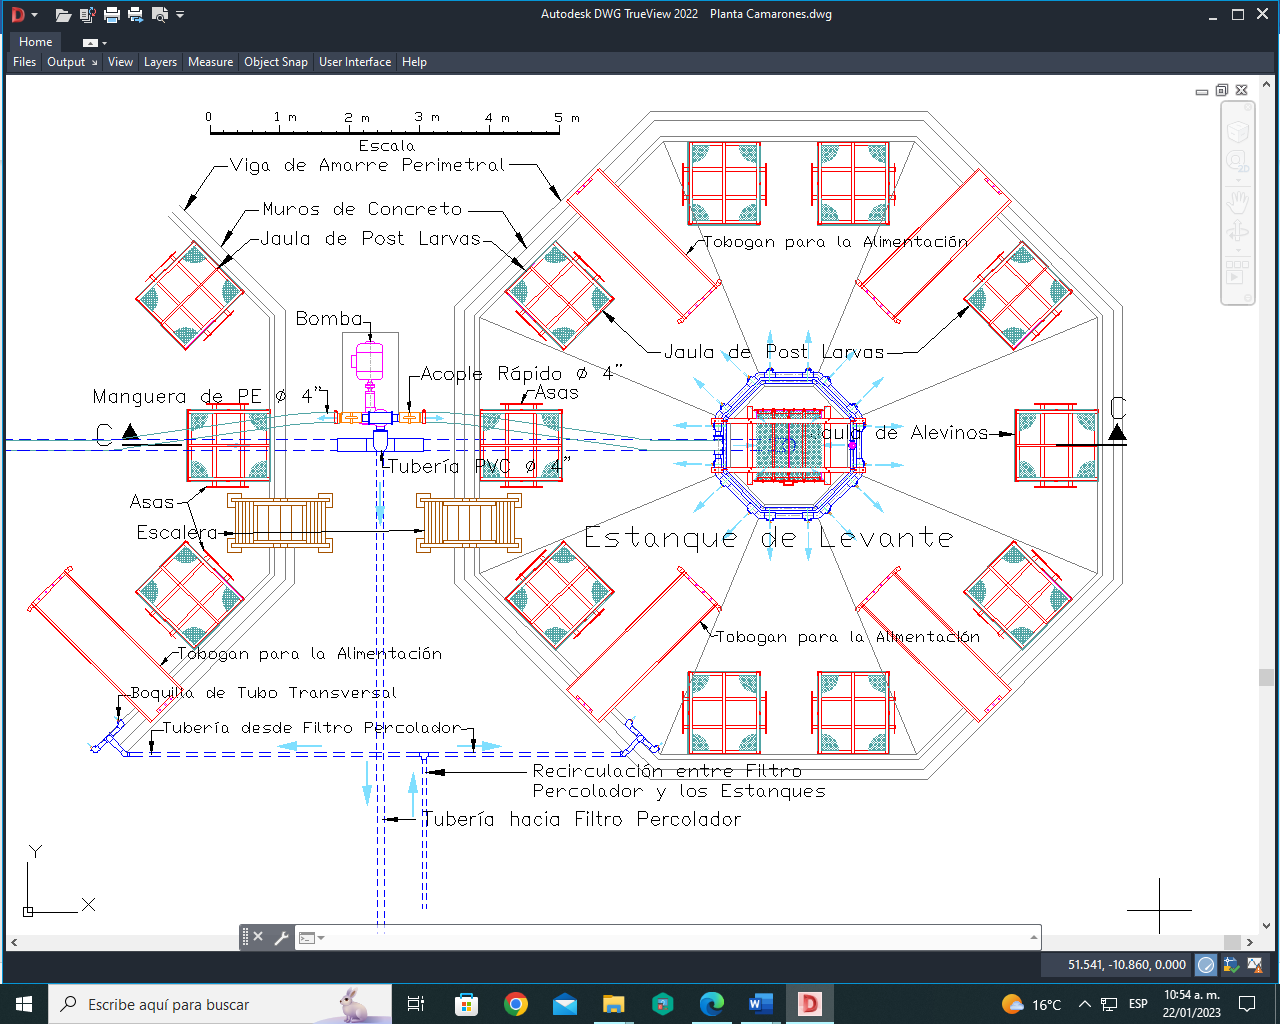 Autodesk DWG TrueView 2022 Planta Camarones.dwg
Home
Files Output View Layers Measure Object Snap User Interface Help
0 1 m 2 m 3 m 4 m 5 m
Escala
Viga de Amarre Perimetral
Muros de Concreto
Jaula de Post Larvas
Tobogan para la Alimentación
Bomba
Jaula de Post Larvas
Acople Rápido ø 4"
Manguera de PE ø 4"
Asas
C
C
aula de Alevinos
Tubería PVC ø 4"
Asas
Escalera
Estanque de Levante
Tobogan para la Alimentación
Tobogan para la Alimentación
Boquilla de Tubo Transversal
Tubería desde Filtro Percolador
Recirculación entre Filtro
Percolador y los Estanques
Tubería hacia Filtro Percolador
Y
X
51.541, -10.860, 0.000
Escribe aquí para buscar
16°C
ESP
10:54 a. m.
22/01/2023